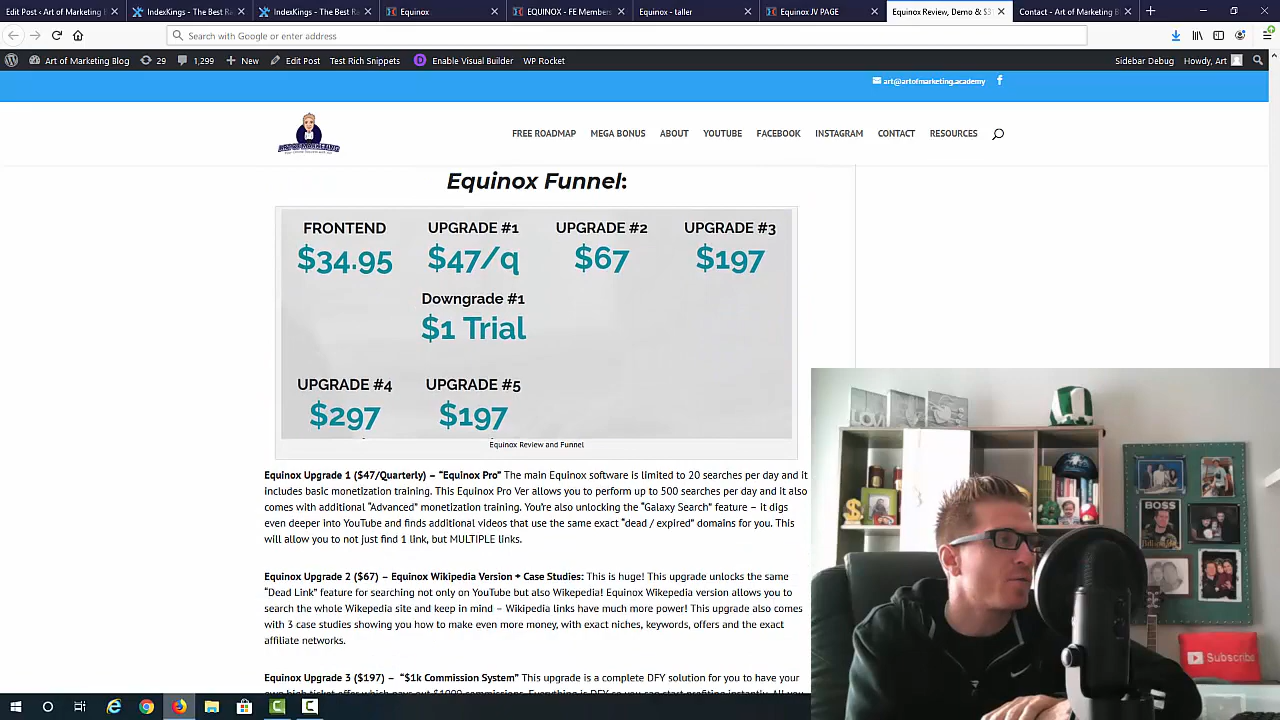 Edit Post ‹ Art of Marketing B
IndexKings - The Best Ra
IndexKings - The Best Ra
Equinox
EQUINOX - FE Members
Equinox - taller
Equinox JV PAGE
Equinox Review, Demo & $3
Contact - Art of Marketing B
Search with Google or enter address
Art of Marketing Blog
29
1,299
New
Edit Post
Test Rich Snippets
Enable Visual Builder
WP Rocket
Sidebar Debug
Howdy, Art
art@artofmarketing.academy
ART OF MARKETING
FREE ROADMAP
MEGA BONUS
ABOUT
YOUTUBE
FACEBOOK
INSTAGRAM
CONTACT
RESOURCES
Equinox Funnel:
FRONTEND
UPGRADE #1
UPGRADE #2
UPGRADE #3
$34.95
$47/q
$67
$197
Downgrade #1
$1 Trial
UPGRADE #4
UPGRADE #5
$297
$197
Equinox Review and Funnel
Equinox Upgrade 1 ($47/Quarterly) – “Equinox Pro” The main Equinox software is limited to 20 searches per day and it
includes basic monetization training. This Equinox Pro Ver allows you to perform up to 500 searches per day and it also
comes with additional “Advanced” monetization training. You’re also unlocking the “Galaxy Search” feature – it digs
even deeper into YouTube and finds additional videos that use the same exact “dead / expired” domains for you. This
will allow you to not just find 1 link, but MULTIPLE links.
Equinox Upgrade 2 ($67) – Equinox Wikipedia Version + Case Studies: This is huge! This upgrade unlocks the same
“Dead Link” feature for searching not only on YouTube but also Wikipedia! Equinox Wikepedia version allows you to
search the whole Wikepedia site and keep in mind – Wikipedia links have much more power! This upgrade also comes
with 3 case studies showing you how to make even more money, with exact niches, keywords, offers and the exact
affiliate networks.
Equinox Upgrade 3 ($197) – “$1k Commission System” This upgrade is a complete DFY solution for you to have your
LOVE
BOSS
Subscribe